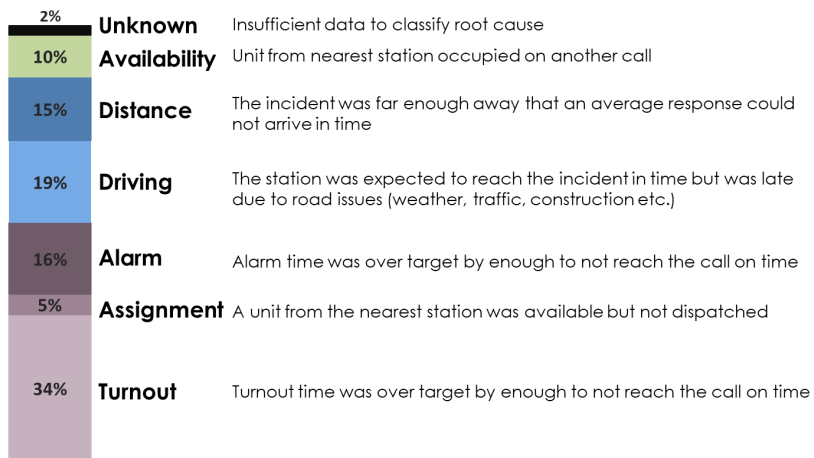 2%
Unknown
Insufficient data to classify root cause
10%
Availability
Unit from nearest station occupied on another call
15%
Distance
The incident was far enough away that an average response could
not arrive in time
19%
Driving
The station was expected to reach the incident in time but was late
due to road issues (weather, traffic, construction etc.)
16%
Alarm
Alarm time was over target by enough to not reach the call on time
5%
Assignment
A unit from the nearest station was available but not dispatched
34%
Turnout
Turnout time was over target by enough to not reach the call on time